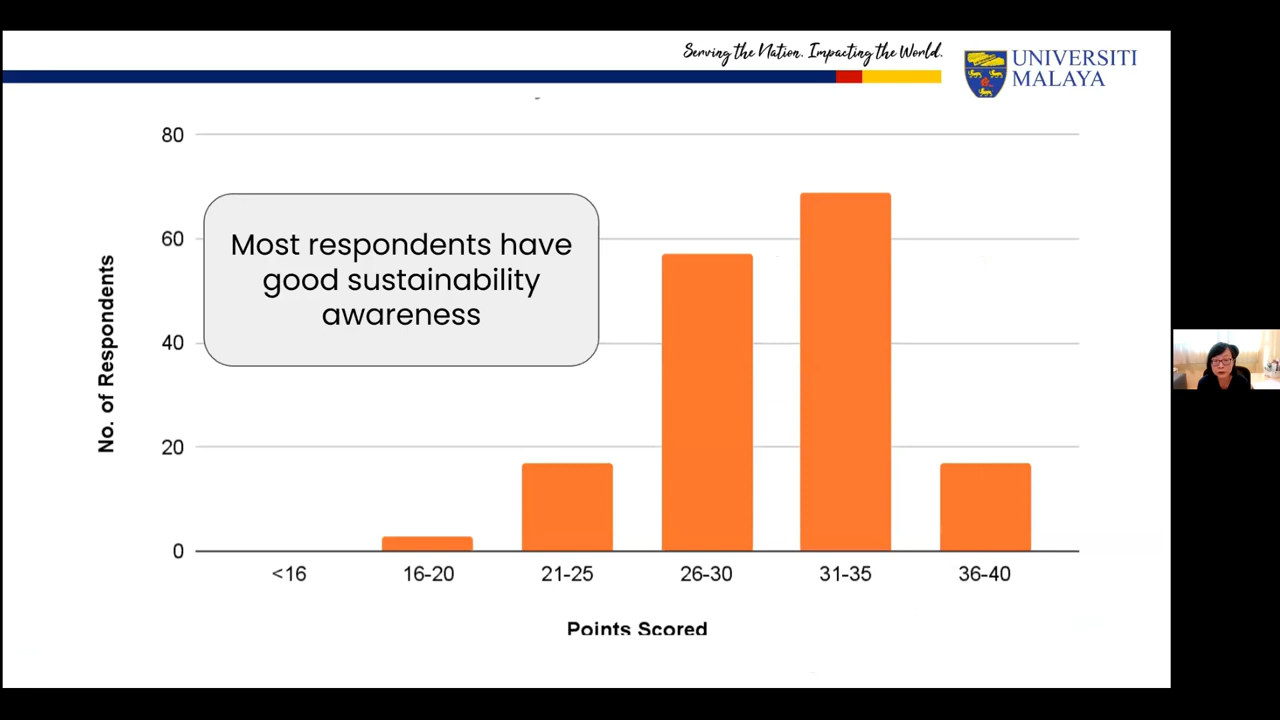 Serving the Nation. Impacting the World.
UNIVERSITI
MALAYA
80
60
40
20
0
No. of Respondents
Most respondents have
good sustainability
awareness
<16
16-20
21-25
26-30
31-35
36-40
Points Scored